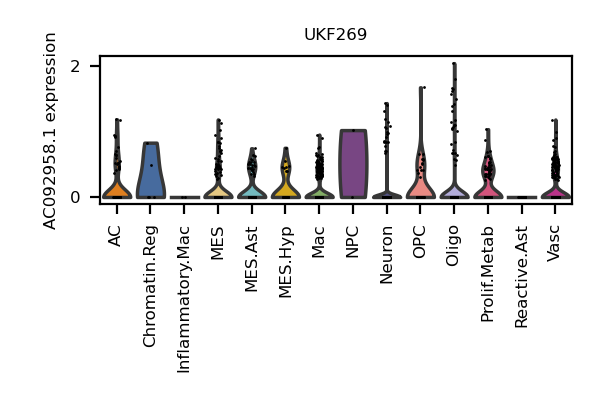 UKF269
AC092958.1 expression
2
0
AC
Chromatin.Reg
Inflammatory.Mac
MES
MES.Ast
MES.Hyp
Mac
NPC
Neuron
OPC
Oligo
Prolif.Metab
Reactive.Ast
Vasc